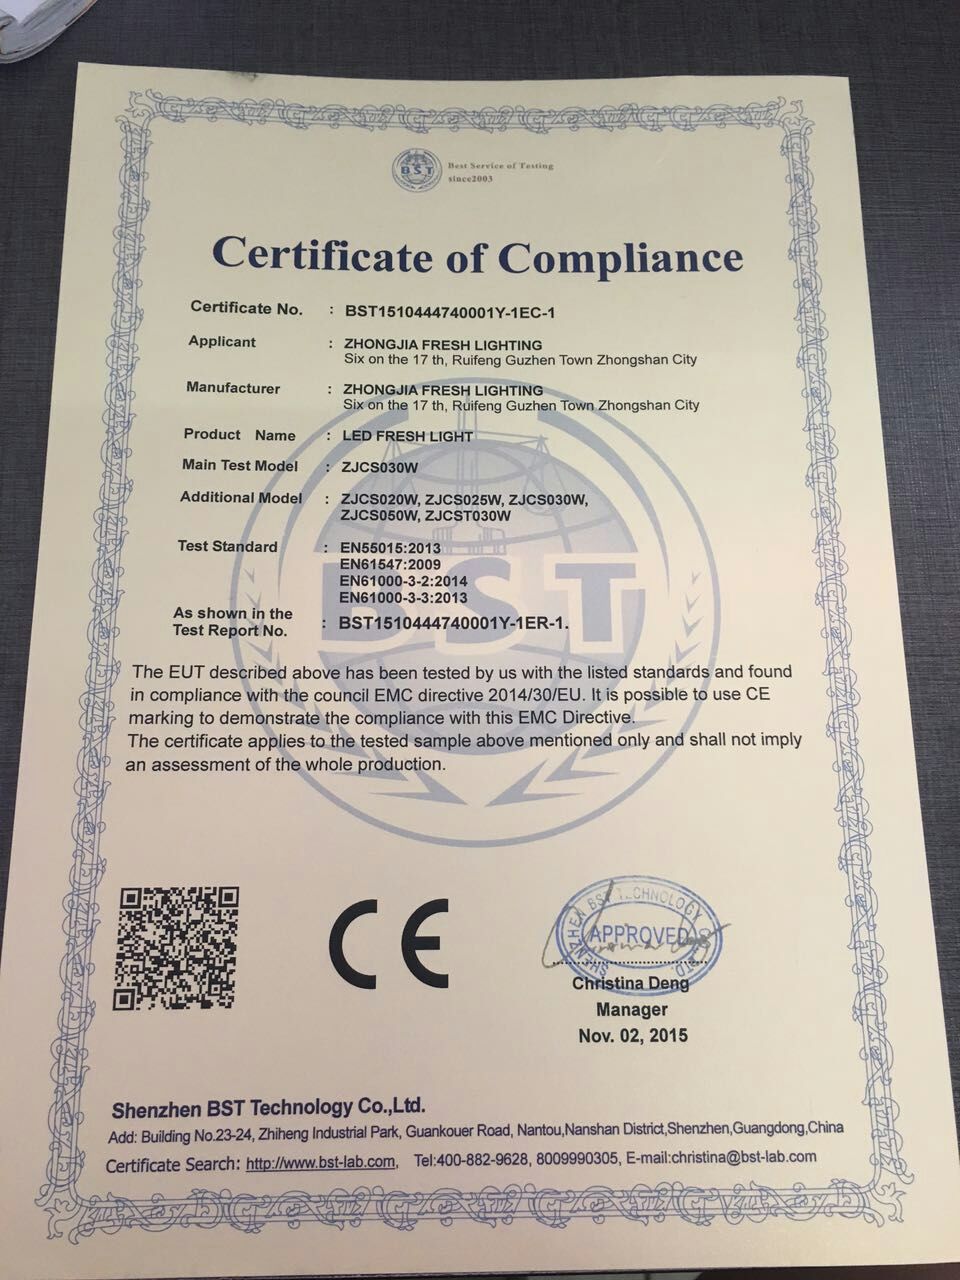 BST
Best Service of Testing
since2003
Certificate of Compliance
Certificate No. : BST1510444740001Y-1EC-1
Applicant : ZHONGJIA FRESH LIGHTING
Six on the 17 th, Ruifeng Guzhen Town Zhongshan City
Manufacturer : ZHONGJIA FRESH LIGHTING
Six on the 17 th, Ruifeng Guzhen Town Zhongshan City
Product Name : LED FRESH LIGHT
Main Test Model : ZJCS030W
Additional Model : ZJCS020W, ZJCS025W, ZJCS030W,
ZJCS050W, ZJCST030W
Test Standard : EN55015:2013
EN61547:2009
EN61000-3-2:2014
EN61000-3-3:2013
As shown in the
Test Report No. : BST1510444740001Y-1ER-1.
BST
The EUT described above has been tested by us with the listed standards and found
in compliance with the council EMC directive 2014/30/EU. It is possible to use CE
marking to demonstrate the compliance with this EMC Directive.
The certificate applies to the tested sample above mentioned only and shall not imply
an assessment of the whole production.
CE
SHENZHEN BST TECHNOLOGY CO., LTD.
APPROVED
Christina Deng
Manager
Nov. 02, 2015
Shenzhen BST Technology Co.,Ltd.
Add: Building No.23-24, Zhiheng Industrial Park, Guankouer Road, Nantou,Nanshan District,Shenzhen,Guangdong,China
Certificate Search: http://www.bst-lab.com, Tel:400-882-9628, 8009990305, E-mail:christina@bst-lab.com